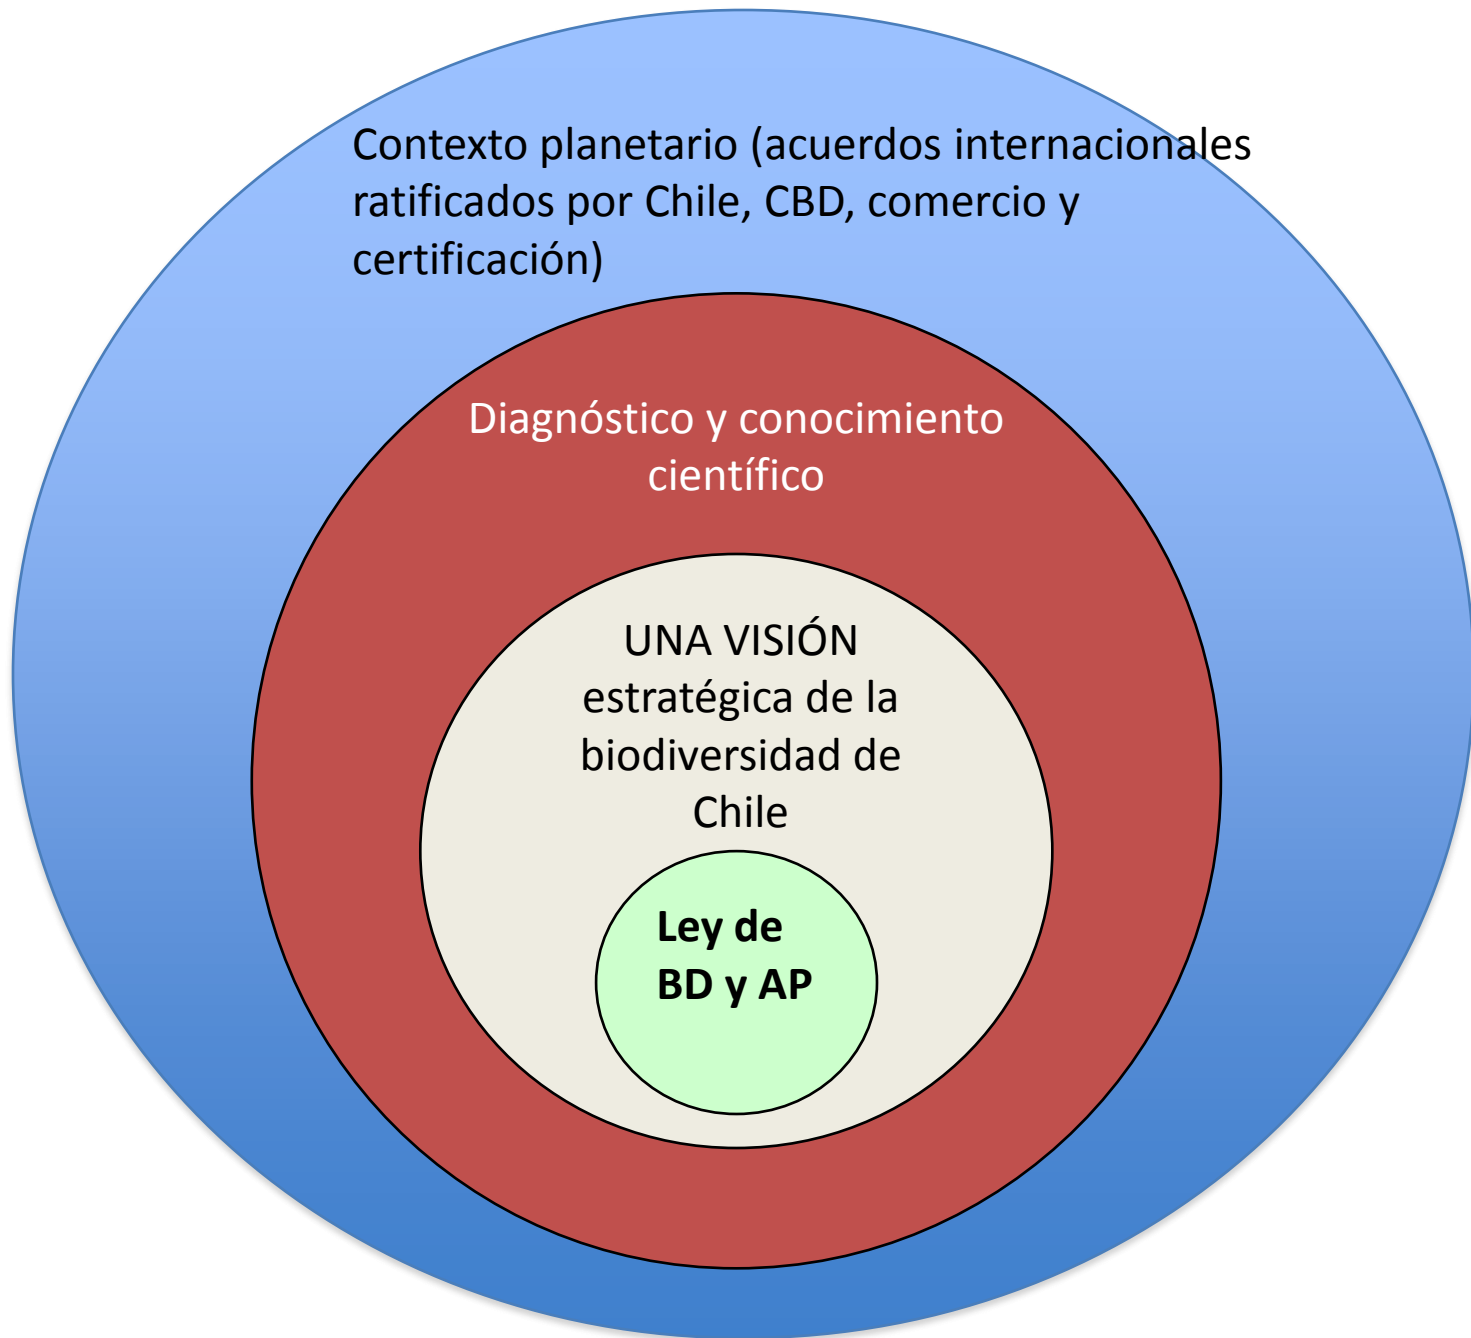 Contexto planetario (acuerdos internacionales
ratificados por Chile, CBD, comercio y
certificación)
Diagnóstico y conocimiento
científico
UNA VISIÓN
estratégica de la
biodiversidad de
Chile
Ley de
BD y AP